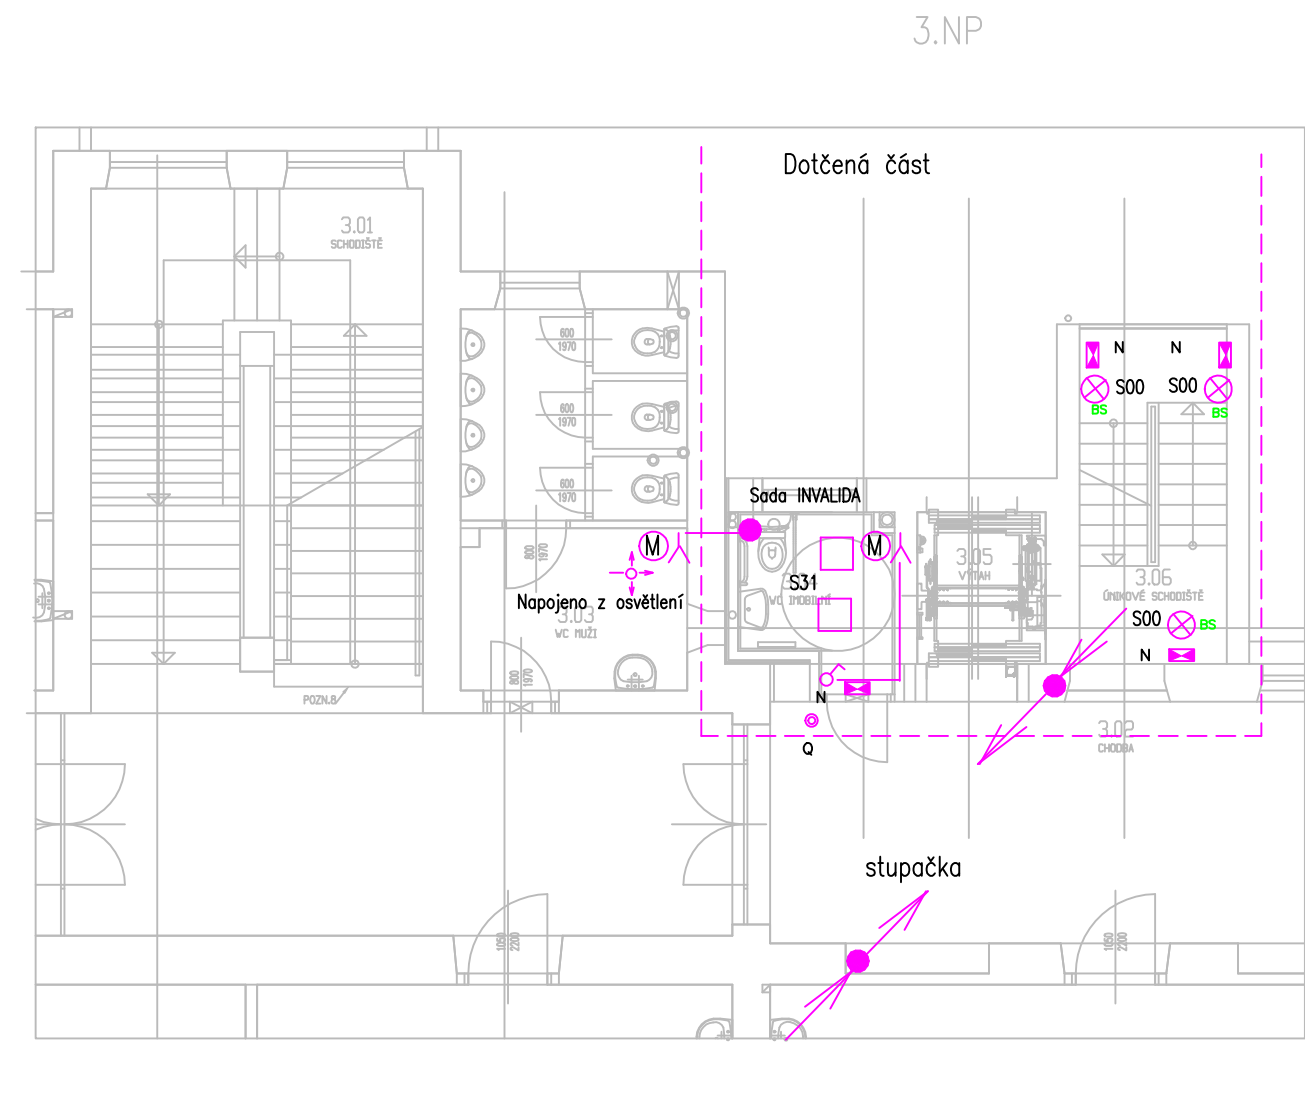 3.NP
Dotčená část
3.01
SCHODIŠTĚ
N
N
S00
S00
BS
BS
600
1970
600
1970
600
1970
Sada INVALIDA
M
M
800
1970
3.05
VÝTAH
S31
WC IMOBILNÍ
3.06
ÚNIKOVÉ SCHODIŠTĚ
Napojeno z osvětlení
3.03
WC MUŽI
S00
BS
N
800
1970
POZN.8
N
Q
3.02
CHODBA
stupačka
1050
2200
1050
2200